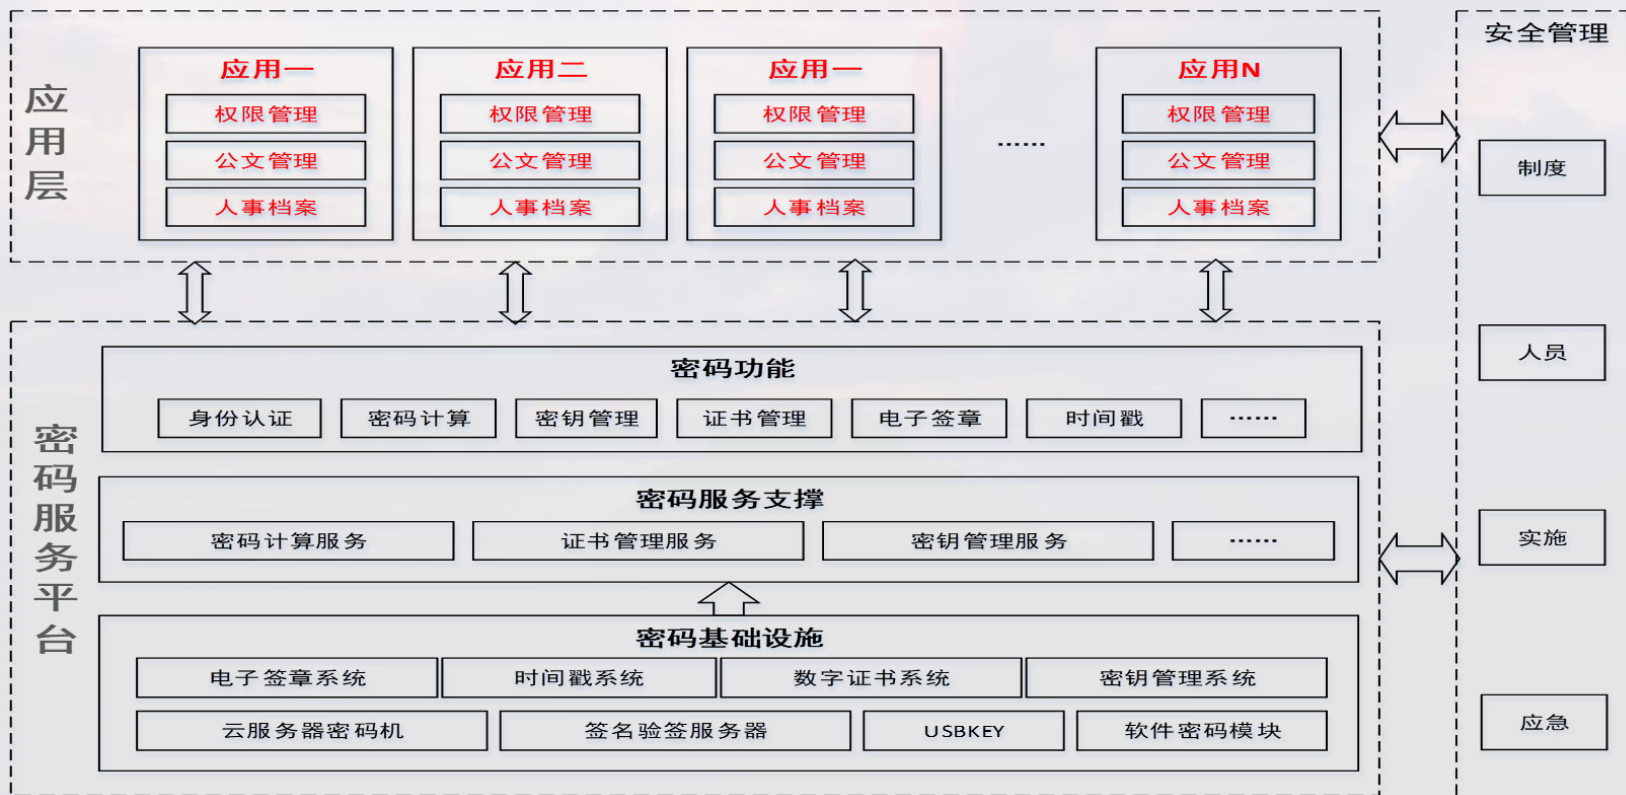 安全管理
应用层
应用一
权限管理
公文管理
人事档案
应用二
权限管理
公文管理
人事档案
应用一
权限管理
公文管理
人事档案
……
应用N
权限管理
公文管理
人事档案
制度
人员
实施
应急
密码服务平台
密码功能
身份认证
密码计算
密钥管理
证书管理
电子签章
时间戳
……
密码服务支撑
密码计算服务
证书管理服务
密钥管理服务
……
密码基础设施
电子签章系统
时间戳系统
数字证书系统
密钥管理系统
云服务器密码机
签名验签服务器
USBKEY
软件密码模块